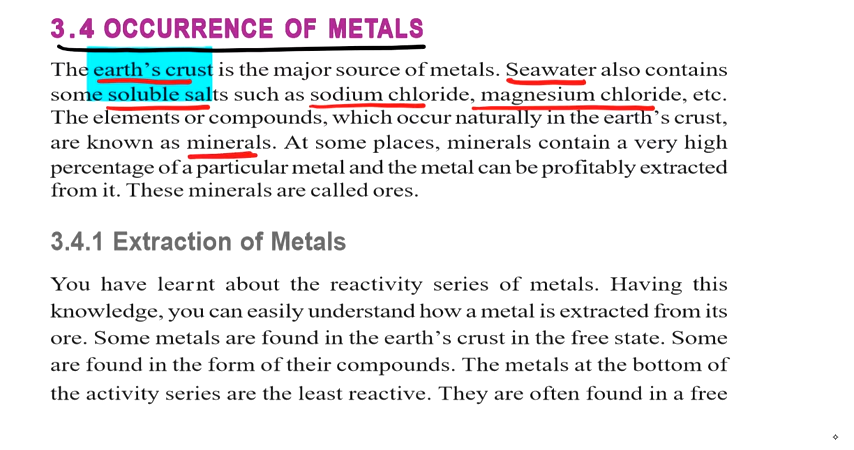 3.4 OCCURRENCE OF METALS
The earth's crust is the major source of metals. Seawater also contains
some soluble salts such as sodium chloride, magnesium chloride, etc.
The elements or compounds, which occur naturally in the earth's crust,
are known as minerals. At some places, minerals contain a very high
percentage of a particular metal and the metal can be profitably extracted
from it. These minerals are called ores.
3.4.1 Extraction of Metals
You have learnt about the reactivity series of metals. Having this
knowledge, you can easily understand how a metal is extracted from its
ore. Some metals are found in the earth's crust in the free state. Some
are found in the form of their compounds. The metals at the bottom of
the activity series are the least reactive. They are often found in a free